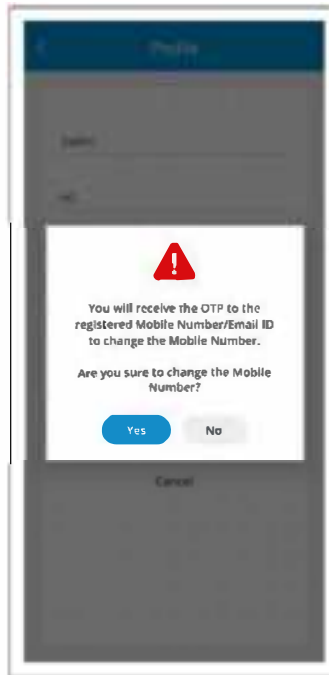 Profile
You will receive the OTP to the
registered Mobile Number/Email ID
to change the Mobile Number.
Are you sure to change the Mobile
Number?
Yes
No
Cancel